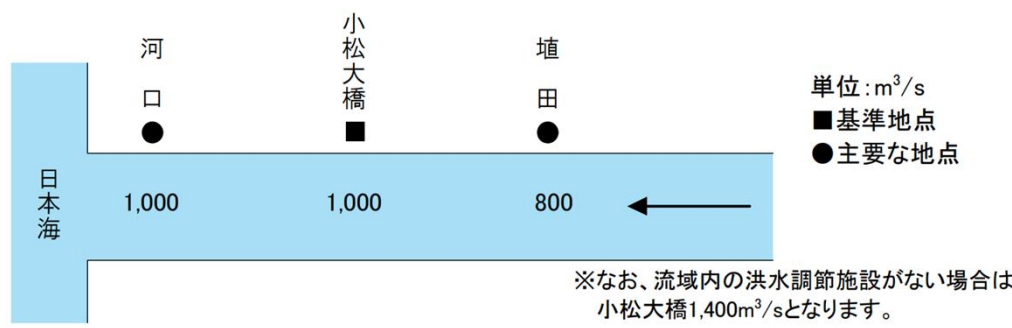 河口
小松大橋
埴田
単位:m³/s
■基準地点
●主要な地点
日本海
1,000
1,000
800
※なお、流域内の洪水調節施設がない場合は
小松大橋1,400m³/sとなります。